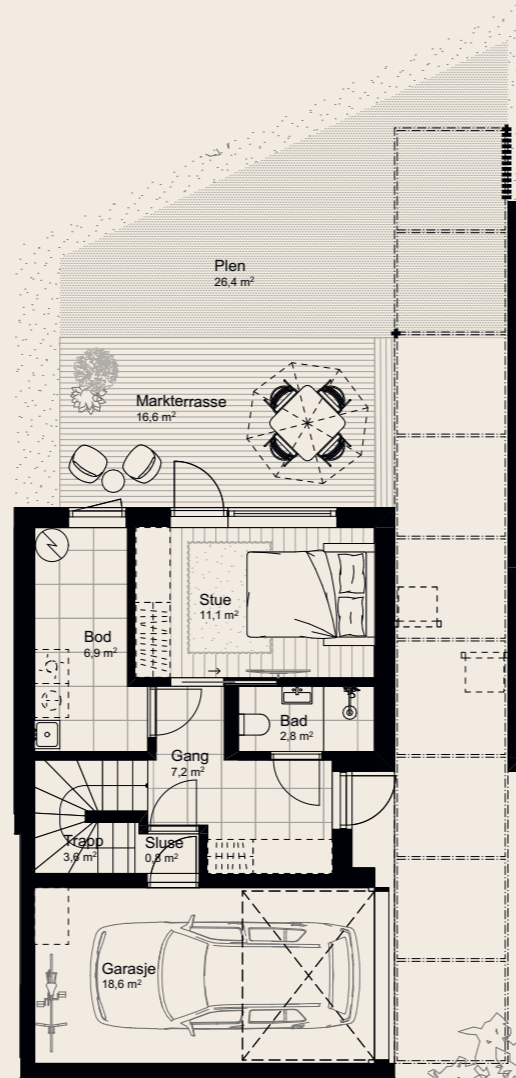 Plen
26,4 m²
Markterrasse
16,6 m²
Stue
11,1 m²
Bod
6,9 m²
Bad
2,8 m²
Gang
7,2 m²
Trapp
3,6 m²
Sluse
0,8 m²
Garasje
18,6 m²